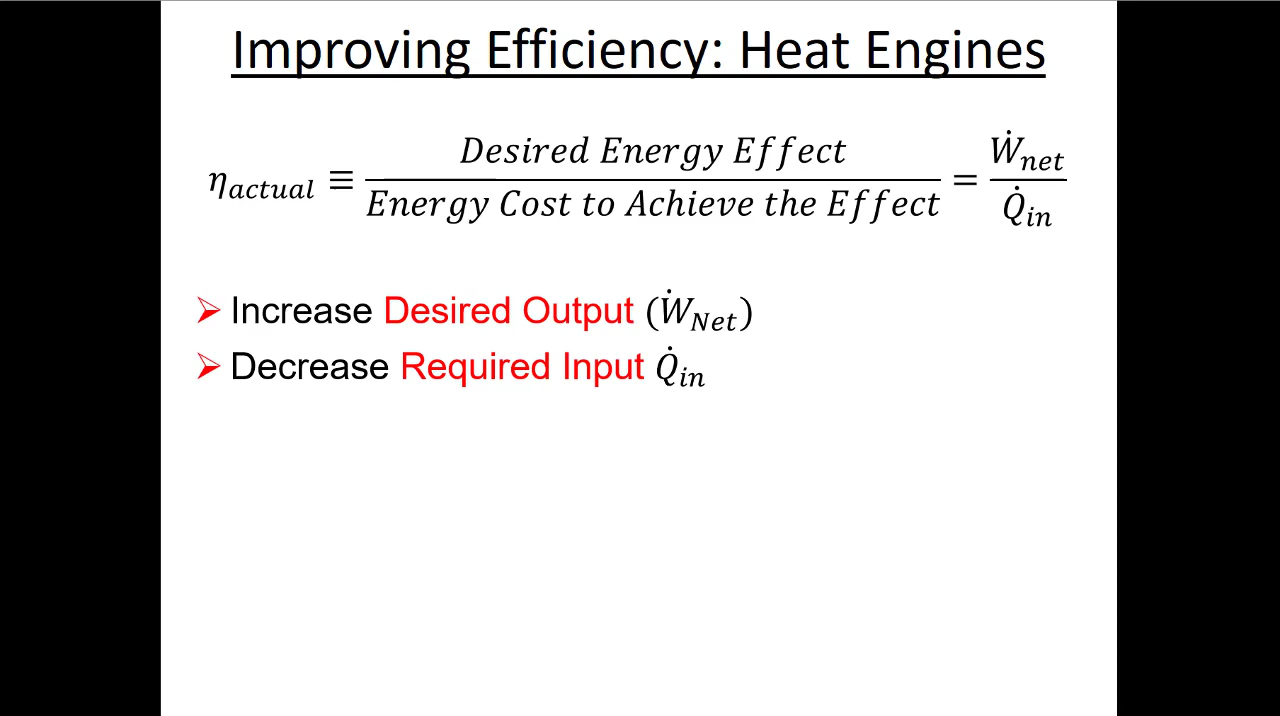 Improving Efficiency: Heat Engines
η_actual ≡ Desired Energy Effect / Energy Cost to Achieve the Effect = Ẇ_net / Q̇_in
➢ Increase Desired Output (Ẇ_Net)
➢ Decrease Required Input Q̇_in